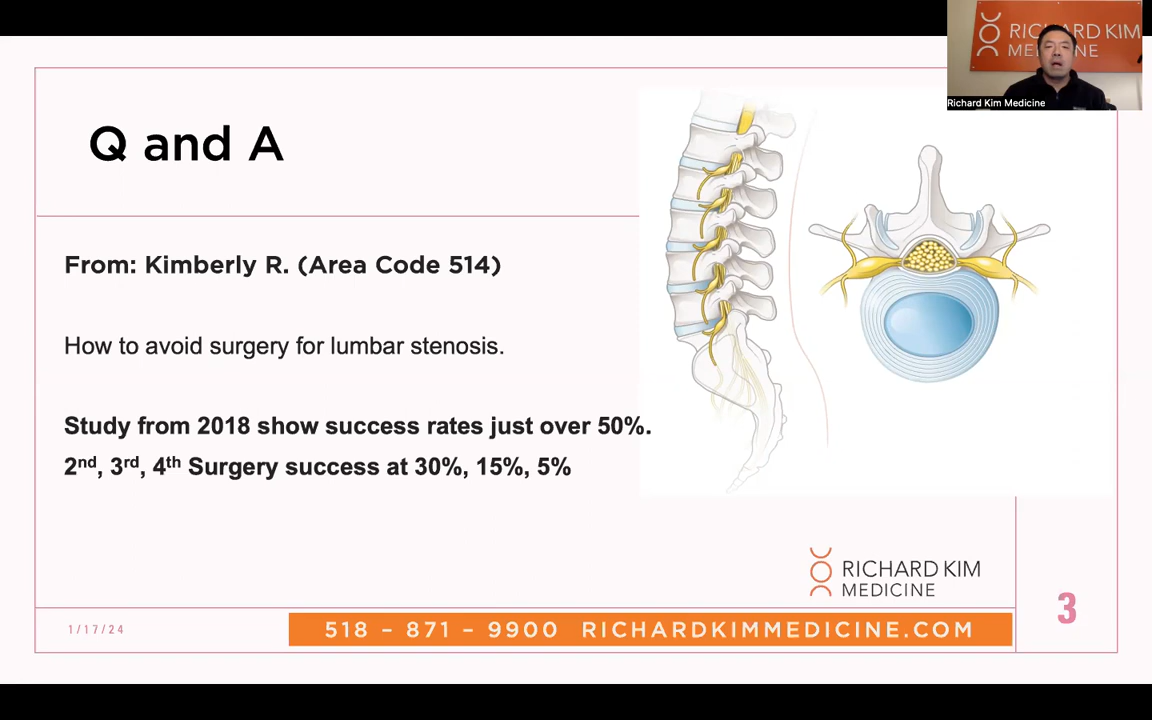 RICHARD KIM
MEDICINE
Richard Kim Medicine
Q and A
From: Kimberly R. (Area Code 514)
How to avoid surgery for lumbar stenosis.
Study from 2018 show success rates just over 50%.
2nd, 3rd, 4th Surgery success at 30%, 15%, 5%
RICHARD KIM
MEDICINE
3
1/17/24
518 - 871 - 9900 RICHARDKIMMEDICINE.COM